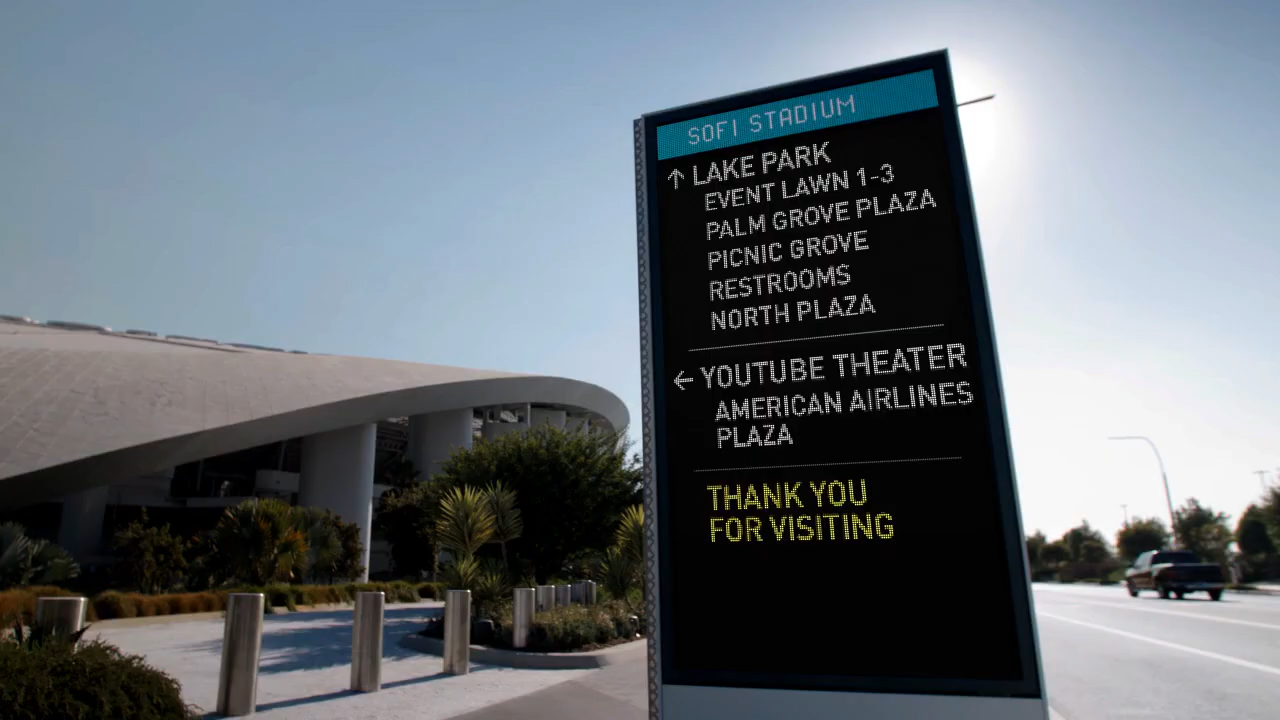 SOFI STADIUM
↑ LAKE PARK
EVENT LAWN 1-3
PALM GROVE PLAZA
PICNIC GROVE
RESTROOMS
NORTH PLAZA
← YOUTUBE THEATER
AMERICAN AIRLINES
PLAZA
THANK YOU
FOR VISITING